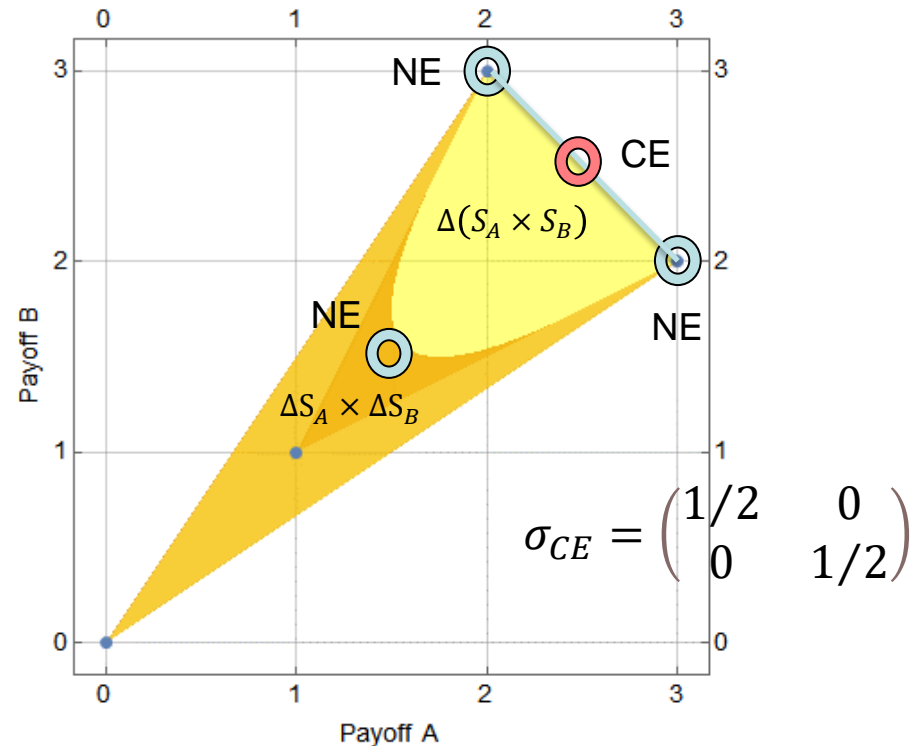 0 1 2 3
3 NE 3
CE
Δ(S_A × S_B)
2 2
NE NE
ΔS_A × ΔS_B
1 1
σ_CE = (1/2 0
0 1/2)
0 0
0 1 2 3
Payoff A
Payoff B